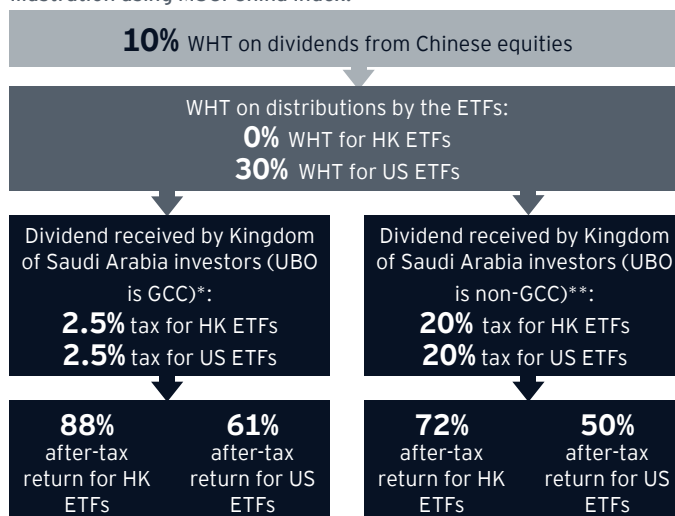 10% WHT on dividends from Chinese equities
WHT on distributions by the ETFs:
0% WHT for HK ETFs
30% WHT for US ETFs
Dividend received by Kingdom
of Saudi Arabia investors (UBO
is GCC)*:
2.5% tax for HK ETFs
2.5% tax for US ETFs
Dividend received by Kingdom
of Saudi Arabia investors (UBO
is non-GCC)**:
20% tax for HK ETFs
20% tax for US ETFs
88%
after-tax
return for HK
ETFs
61%
after-tax
return for US
ETFs
72%
after-tax
return for HK
ETFs
50%
after-tax
return for US
ETFs